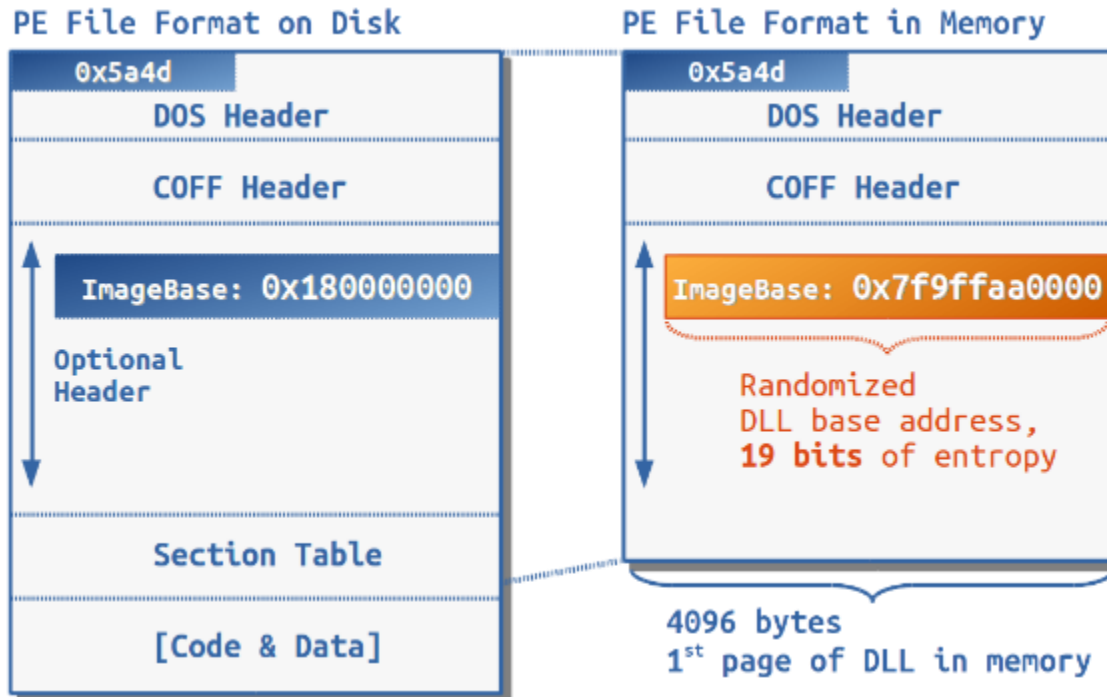 PE File Format on Disk
0x5a4d
DOS Header
COFF Header
ImageBase: 0x180000000
Optional
Header
Section Table
[Code & Data]
PE File Format in Memory
0x5a4d
DOS Header
COFF Header
ImageBase: 0x7f9ffaa0000
Randomized
DLL base address,
19 bits of entropy
4096 bytes
1st page of DLL in memory